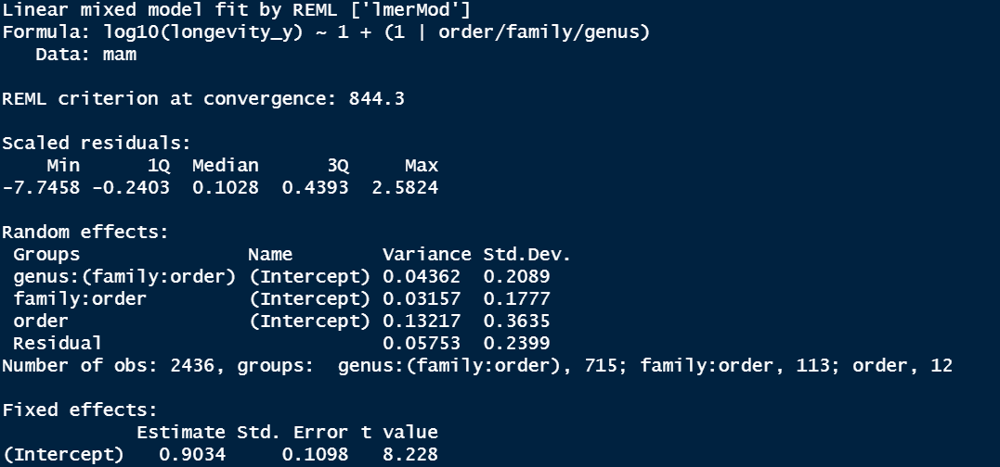 Linear mixed model fit by REML ['lmerMod']
Formula: log10(longevity_y) ~ 1 + (1 | order/family/genus)
   Data: mam

REML criterion at convergence: 844.3

Scaled residuals:
    Min      1Q  Median      3Q     Max
-7.7458 -0.2403  0.1028  0.4393  2.5824

Random effects:
 Groups               Name        Variance Std.Dev.
 genus:(family:order) (Intercept) 0.04362  0.2089
 family:order         (Intercept) 0.03157  0.1777
 order                (Intercept) 0.13217  0.3635
 Residual                         0.05753  0.2399
Number of obs: 2436, groups:  genus:(family:order), 715; family:order, 113; order, 12

Fixed effects:
            Estimate Std. Error t value
(Intercept)   0.9034     0.1098   8.228